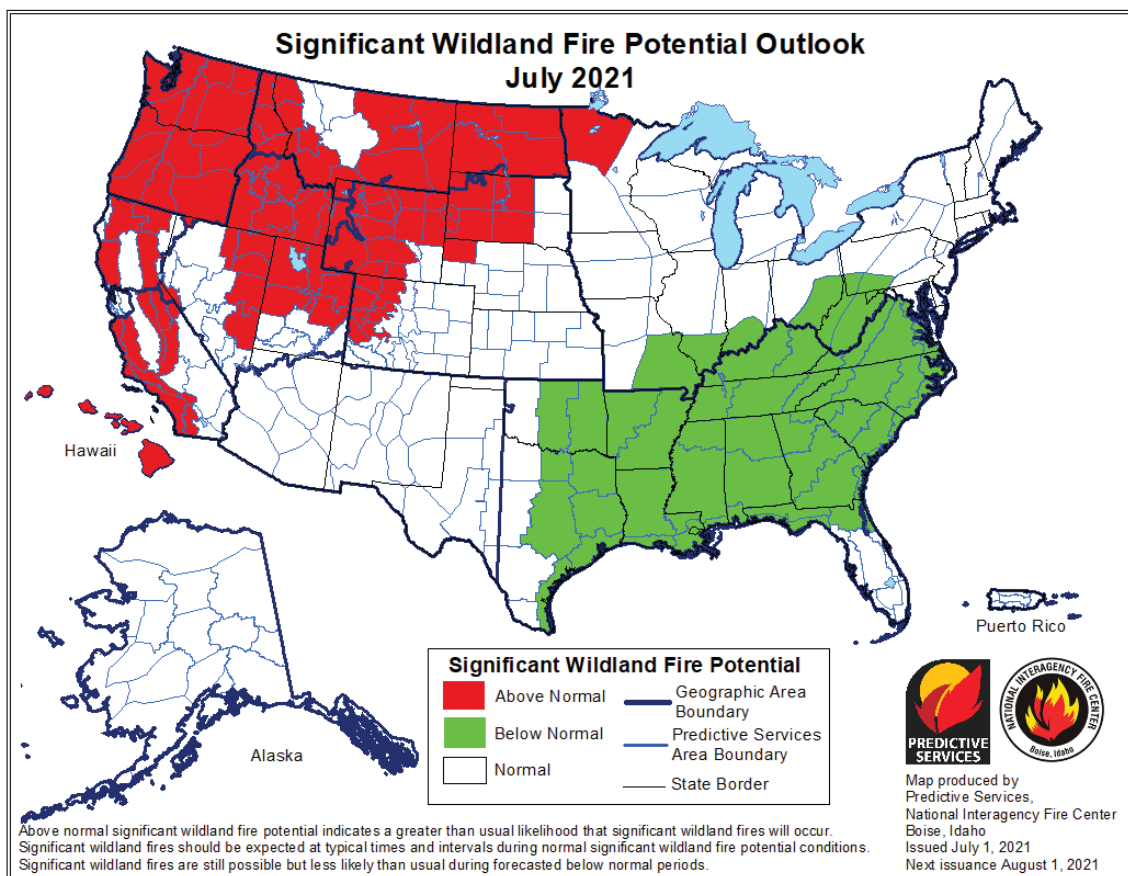 Significant Wildland Fire Potential Outlook
July 2021
Hawaii
Alaska
Puerto Rico
Significant Wildland Fire Potential
Above Normal
Geographic Area
Boundary
Below Normal
Predictive Services
Area Boundary
Normal
State Border
PREDICTIVE
SERVICES
NATIONAL INTERAGENCY FIRE CENTER
Boise, Idaho
Map produced by
Predictive Services,
National Interagency Fire Center
Boise, Idaho
Issued July 1, 2021
Next issuance August 1, 2021
Above normal significant wildland fire potential indicates a greater than usual likelihood that significant wildland fires will occur.
Significant wildland fires should be expected at typical times and intervals during normal significant wildland fire potential conditions.
Significant wildland fires are still possible but less likely than usual during forecasted below normal periods.